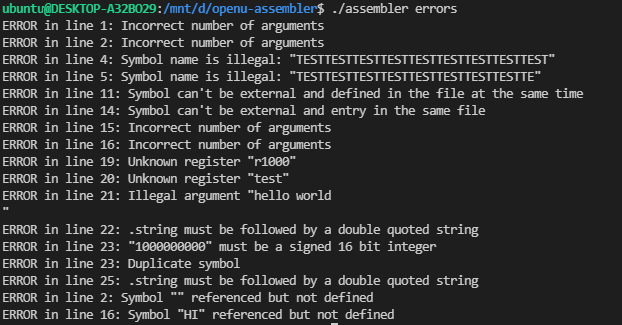 ubuntu@DESKTOP-A32BO29:/mnt/d/openu-assembler$ ./assembler errors
ERROR in line 1: Incorrect number of arguments
ERROR in line 2: Incorrect number of arguments
ERROR in line 4: Symbol name is illegal: "TESTTESTTESTTESTTESTTESTTESTTESTTEST"
ERROR in line 5: Symbol name is illegal: "TESTTESTTESTTESTTESTTESTTESTTESTTE"
ERROR in line 11: Symbol can't be external and defined in the file at the same time
ERROR in line 14: Symbol can't be external and entry in the same file
ERROR in line 15: Incorrect number of arguments
ERROR in line 16: Incorrect number of arguments
ERROR in line 19: Unknown register "r1000"
ERROR in line 20: Unknown register "test"
ERROR in line 21: Illegal argument "hello world
"
ERROR in line 22: .string must be followed by a double quoted string
ERROR in line 23: "1000000000" must be a signed 16 bit integer
ERROR in line 23: Duplicate symbol
ERROR in line 25: .string must be followed by a double quoted string
ERROR in line 2: Symbol "" referenced but not defined
ERROR in line 16: Symbol "HI" referenced but not defined